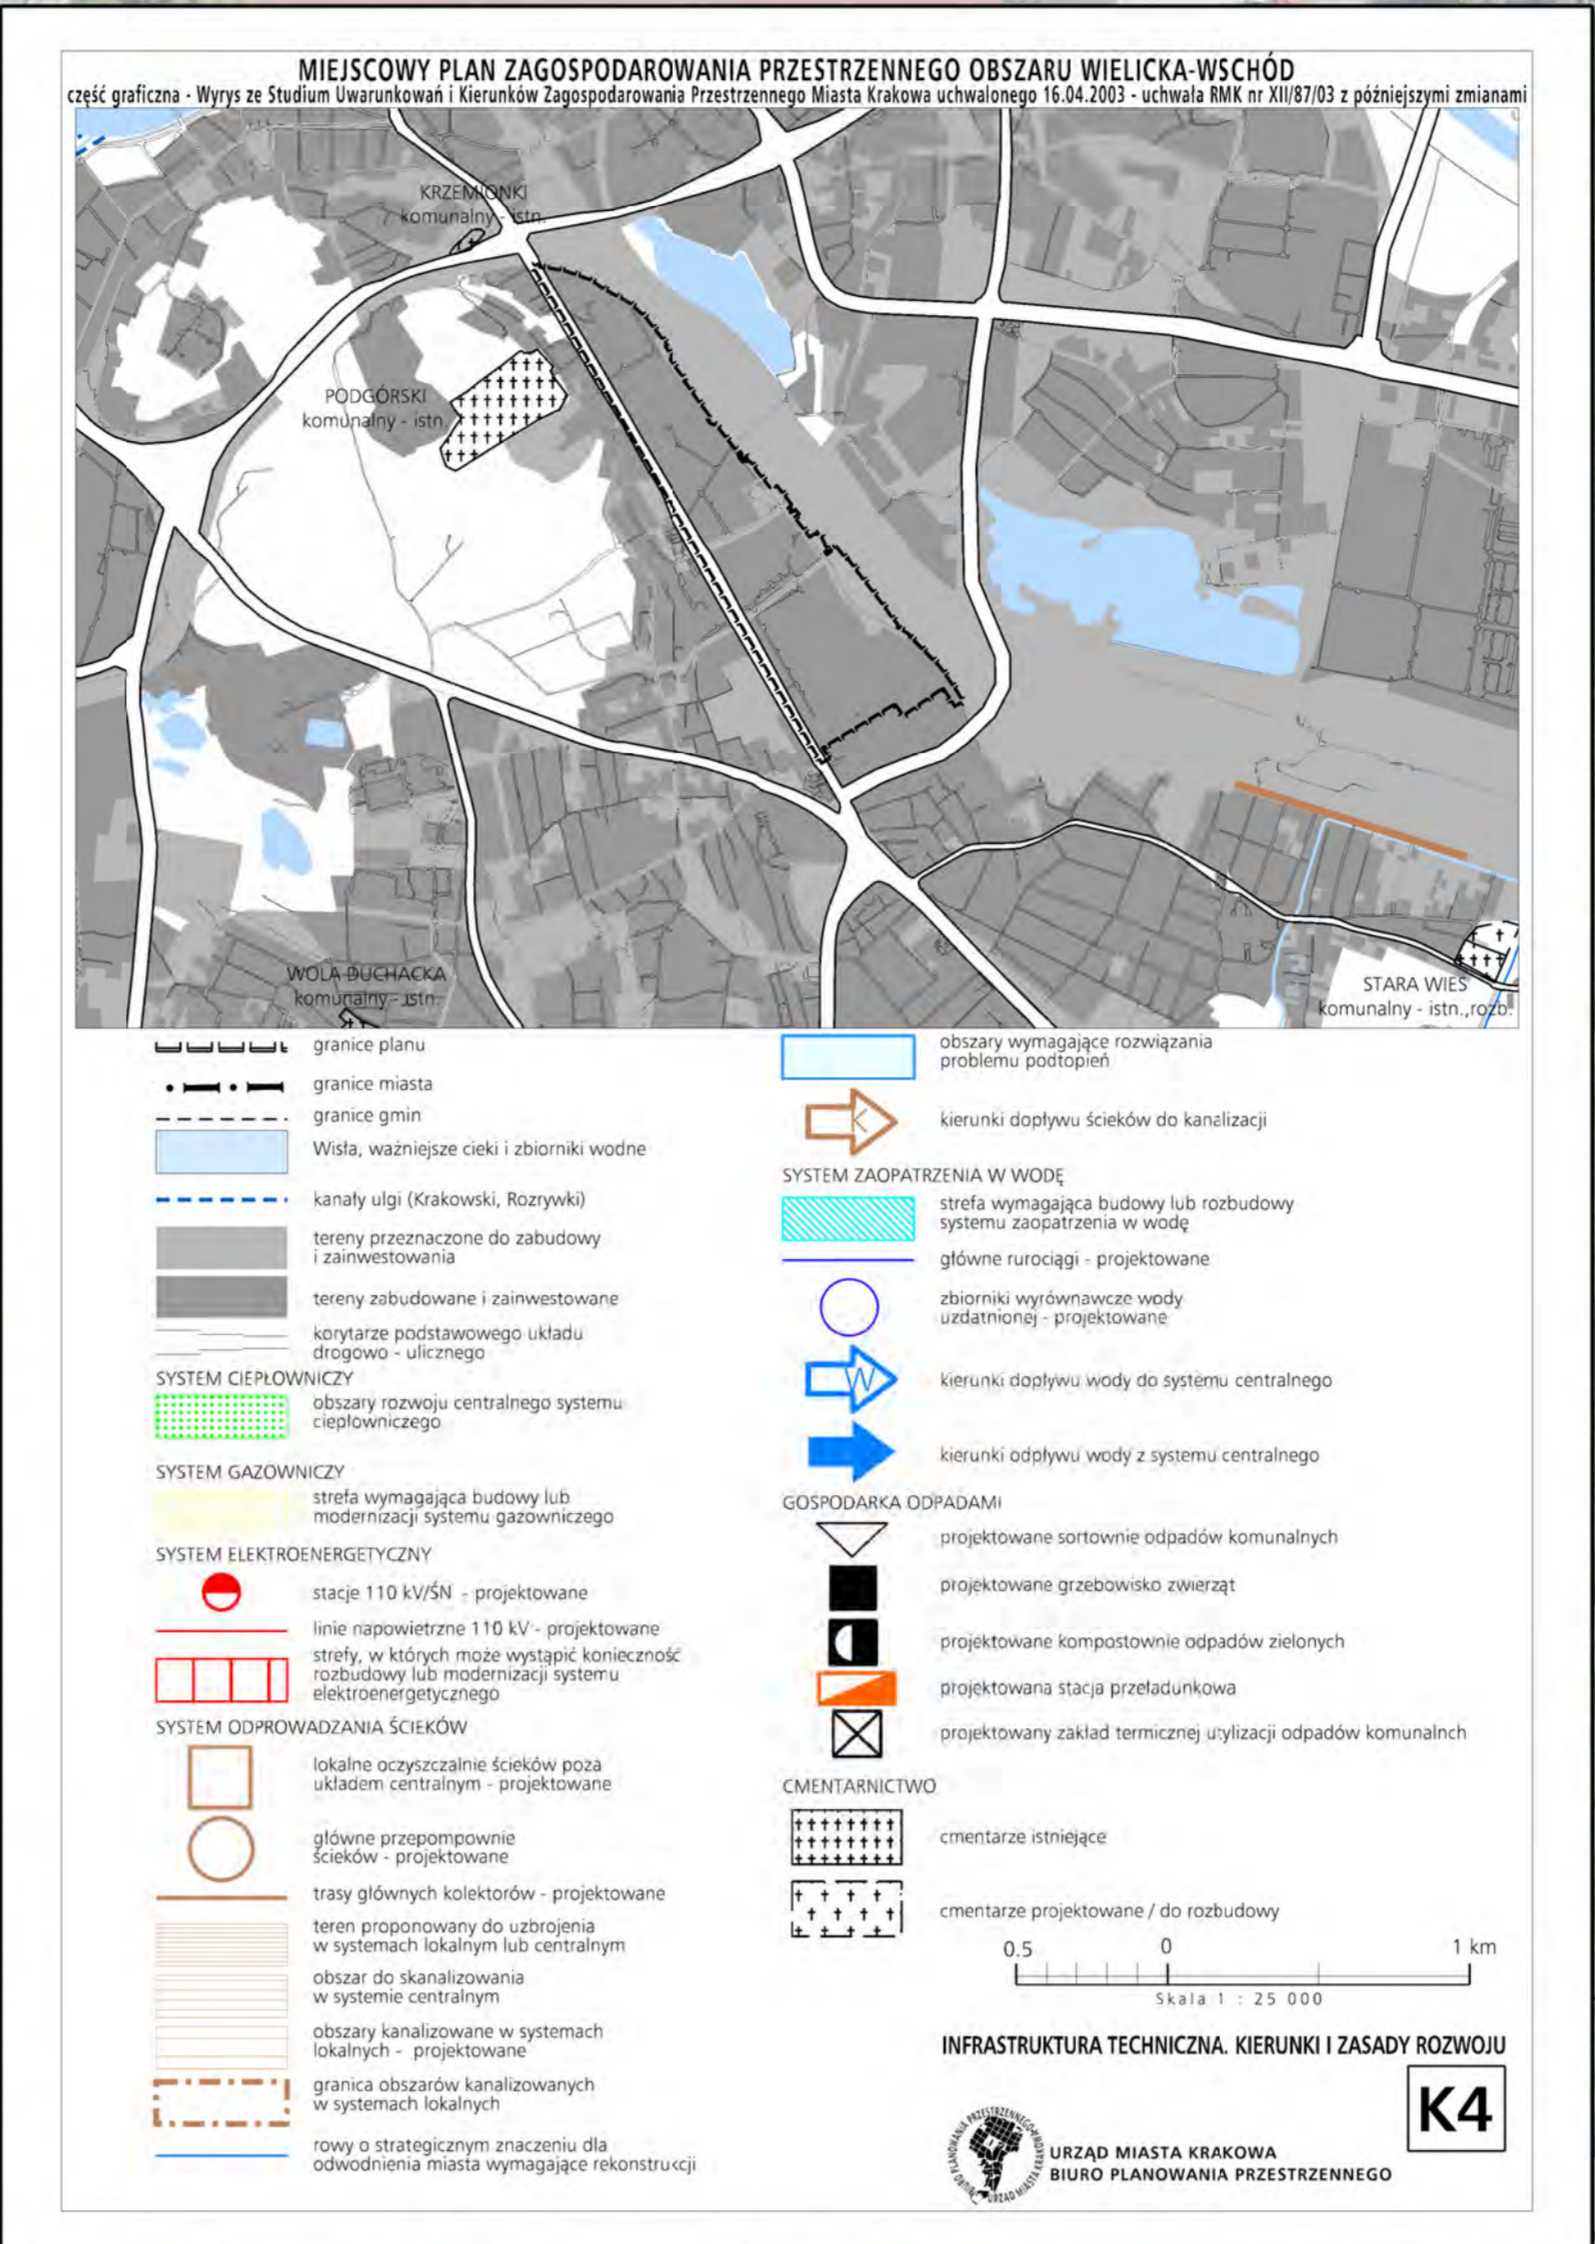 MIEJSCOWY PLAN ZAGOSPODAROWANIA PRZESTRZENNEGO OBSZARU WIELICKA-WSCHÓD
część graficzna - Wyrys ze Studium Uwarunkowań i Kierunków Zagospodarowania Przestrzennego Miasta Krakowa uchwalonego 16.04.2003 - uchwała RMK nr XII/87/03 z późniejszymi zmianami
KRZEMIONKI
komunalny - istn.
PODGÓRSKI
komunalny - istn.
WOLA DUCHACKA
komunalny - istn.
STARA WIES
komunalny - istn.,rozb.
granice planu
granice miasta
granice gmin
Wisła, ważniejsze cieki i zbiorniki wodne
kanały ulgi (Krakowski, Rozrywki)
tereny przeznaczone do zabudowy
i zainwestowania
tereny zabudowane i zainwestowane
korytarze podstawowego układu
drogowo - ulicznego
SYSTEM CIEPŁOWNICZY
obszary rozwoju centralnego systemu
ciepłowniczego
SYSTEM GAZOWNICZY
strefa wymagająca budowy lub
modernizacji systemu gazowniczego
SYSTEM ELEKTROENERGETYCZNY
stacje 110 kV/ŚN - projektowane
linie napowietrzne 110 kV - projektowane
strefy, w których może wystąpić konieczność
rozbudowy lub modernizacji systemu
elektroenergetycznego
SYSTEM ODPROWADZANIA ŚCIEKÓW
lokalne oczyszczalnie ścieków poza
układem centralnym - projektowane
główne przepompownie
ścieków - projektowane
trasy głównych kolektorów - projektowane
teren proponowany do uzbrojenia
w systemach lokalnym lub centralnym
obszar do skanalizowania
w systemie centralnym
obszary kanalizowane w systemach
lokalnych - projektowane
granica obszarów kanalizowanych
w systemach lokalnych
rowy o strategicznym znaczeniu dla
odwodnienia miasta wymagające rekonstrukcji
obszary wymagające rozwiązania
problemu podtopień
K
kierunki dopływu ścieków do kanalizacji
SYSTEM ZAOPATRZENIA W WODĘ
strefa wymagająca budowy lub rozbudowy
systemu zaopatrzenia w wodę
główne rurociągi - projektowane
zbiorniki wyrównawcze wody
uzdatnionej - projektowane
W
kierunki dopływu wody do systemu centralnego
kierunki odpływu wody z systemu centralnego
GOSPODARKA ODPADAMI
projektowane sortownie odpadów komunalnych
projektowane grzebowisko zwierząt
projektowane kompostownie odpadów zielonych
projektowana stacja przeładunkowa
projektowany zakład termicznej utylizacji odpadów komunalnch
CMENTARNICTWO
cmentarze istniejące
cmentarze projektowane / do rozbudowy
0.5 0 1 km
Skala 1 : 25 000
INFRASTRUKTURA TECHNICZNA. KIERUNKI I ZASADY ROZWOJU
K4
BIURO PLANOWANIA PRZESTRZENNEGO
URZĄD MIASTA KRAKOWA
URZĄD MIASTA KRAKOWA
BIURO PLANOWANIA PRZESTRZENNEGO